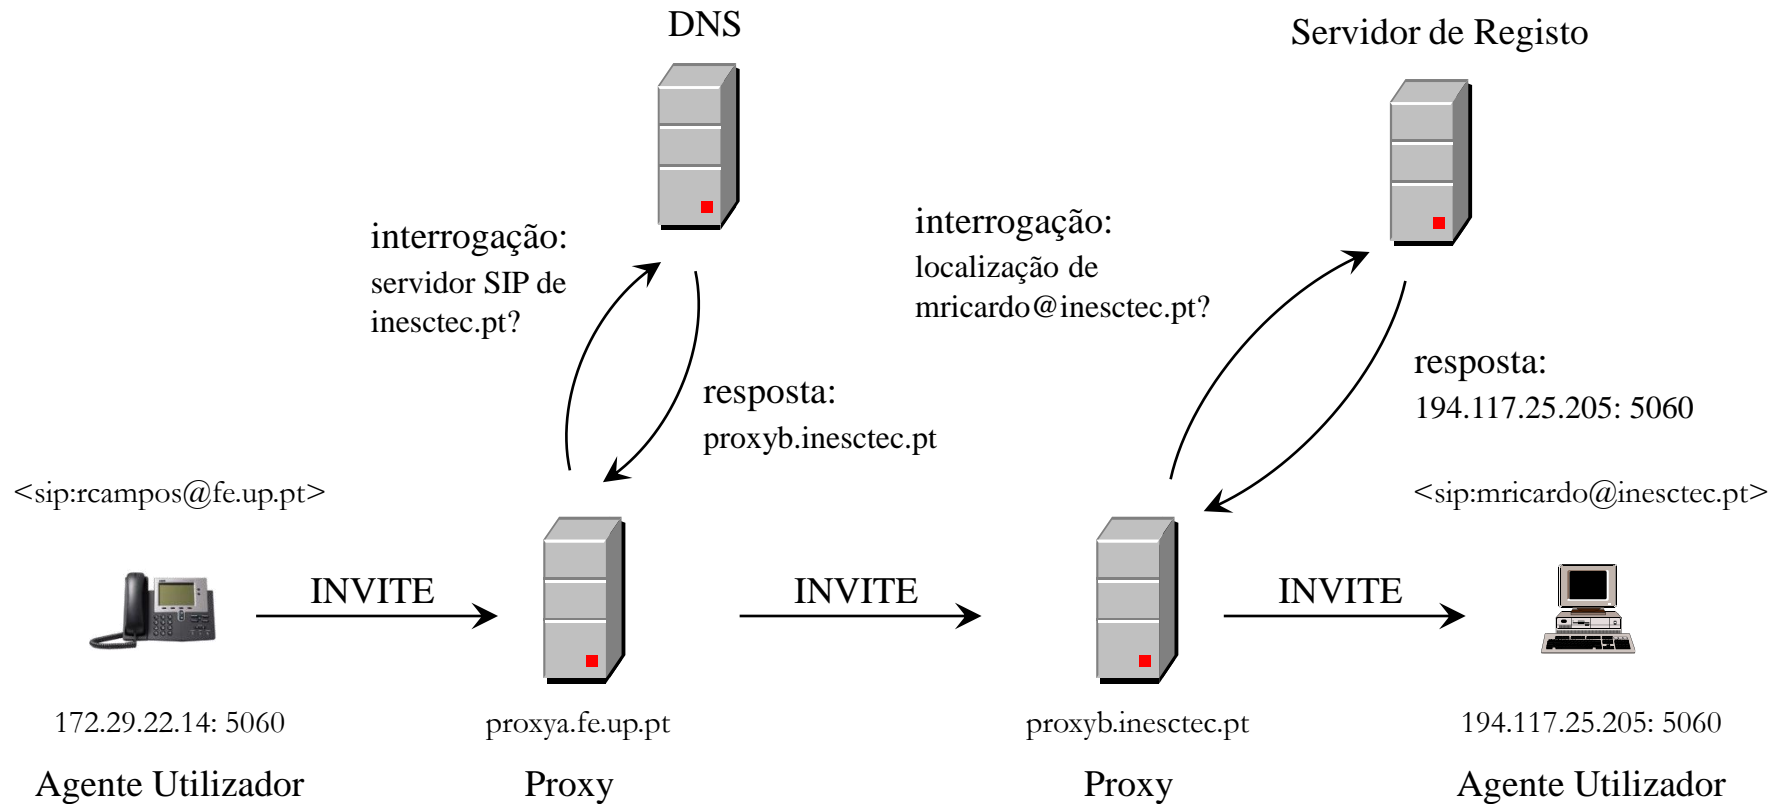 DNS
Servidor de Registo
interrogação:
servidor SIP de
inesctec.pt?
interrogação:
localização de
mricardo@inesctec.pt?
resposta:
proxyb.inesctec.pt
resposta:
194.117.25.205: 5060
<sip:rcampos@fe.up.pt>
<sip:mricardo@inesctec.pt>
INVITE
INVITE
INVITE
172.29.22.14: 5060
proxya.fe.up.pt
proxyb.inesctec.pt
194.117.25.205: 5060
Agente Utilizador
Proxy
Proxy
Agente Utilizador